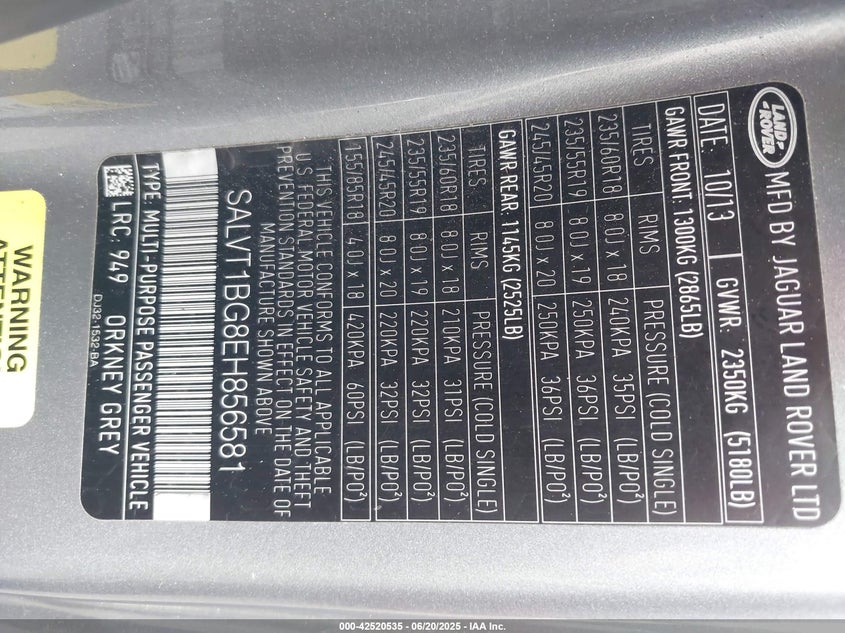 LAND ROVER
MFD BY JAGUAR LAND ROVER LTD
DATE: 10/13 GVWR: 2350KG (5180LB)
GAWR FRONT: 1300KG (2865LB)
TIRES RIMS PRESSURE (COLD SINGLE)
235/60R18 8.0J x 18 240KPA 35PSI (LB/PO²)
235/55R19 8.0J x 19 250KPA 36PSI (LB/PO²)
245/45R20 8.0J x 20 250KPA 36PSI (LB/PO²)
GAWR REAR: 1145KG (2525LB)
TIRES RIMS PRESSURE (COLD SINGLE)
235/60R18 8.0J x 18 210KPA 31PSI (LB/PO²)
235/55R19 8.0J x 19 220KPA 32PSI (LB/PO²)
245/45R20 8.0J x 20 220KPA 32PSI (LB/PO²)
155/85R18 4.0J x 18 420KPA 60PSI (LB/PO²)
THIS VEHICLE CONFORMS TO ALL APPLICABLE
U.S FEDERAL MOTOR VEHICLE SAFETY AND THEFT
PREVENTION STANDARDS IN EFFECT ON THE DATE OF
MANUFACTURE SHOWN ABOVE
SALVT1BG8EH856581
TYPE: MULTI-PURPOSE PASSENGER VEHICLE
LRC: 949 ORKNEY GREY
DJ32-15321-BA
WARNING
000-42520535 - 06/20/2025 - IAA Inc.